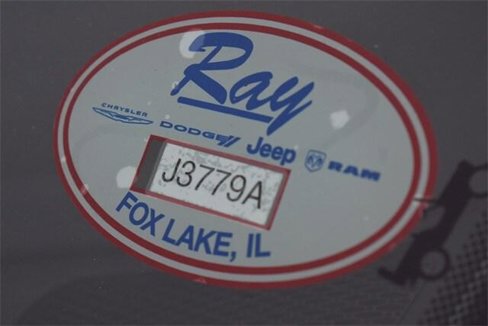 Ray
CHRYSLER DODGE Jeep RAM
J3779A
FOX LAKE, IL